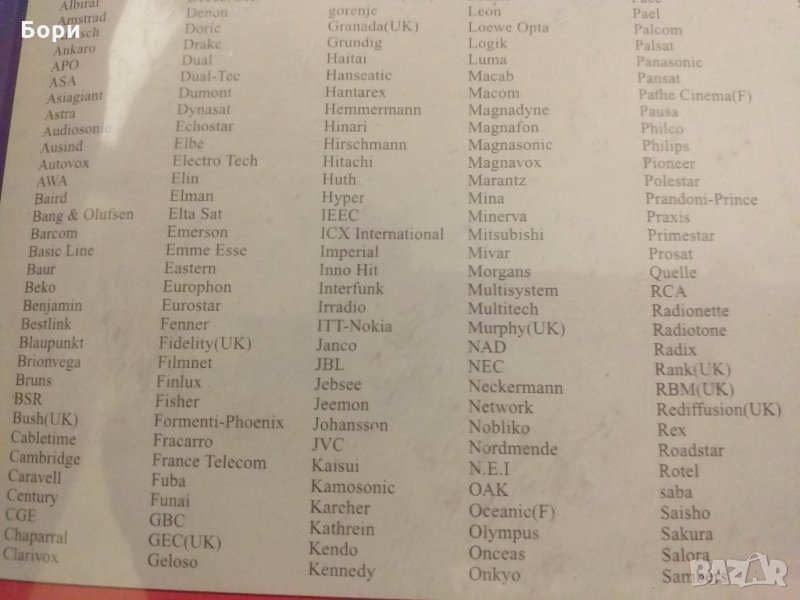 Бори
Albiral
Amstrad
Ankaro
APO
ASA
Asiagiant
Astra
Audiosonic
Ausind
Autovox
AWA
Baird
Bang & Olufsen
Barcom
Basic Line
Baur
Beko
Benjamin
Bestlink
Blaupunkt
Brionvega
Bruns
BSR
Bush(UK)
Cabletime
Cambridge
Caravell
Century
CGE
Chaparral
Clarivox
Denon
Doric
Drake
Dual
Dual-Tec
Dumont
Dynasat
Echostar
Elbe
Electro Tech
Elin
Elman
Elta Sat
Emerson
Emme Esse
Eastern
Europhon
Eurostar
Fenner
Fidelity(UK)
Filmnet
Finlux
Fisher
Formenti-Phoenix
Fracarro
France Telecom
Fuba
Funai
GBC
GEC(UK)
Geloso
gorenje
Granada(UK)
Grundig
Haitai
Hanseatic
Hantarex
Hemmermann
Hinari
Hirschmann
Hitachi
Huth
Hyper
IEEC
ICX International
Imperial
Inno Hit
Interfunk
Irradio
ITT-Nokia
Janco
JBL
Jebsee
Jeemon
Johansson
JVC
Kaisui
Kamosonic
Karcher
Kathrein
Kendo
Kennedy
Leon
Loewe Opta
Logik
Luma
Macab
Macom
Magnadyne
Magnafon
Magnasonic
Magnavox
Marantz
Mina
Minerva
Mitsubishi
Mivar
Morgans
Multisystem
Multitech
Murphy(UK)
NAD
NEC
Neckermann
Network
Nobliko
Nordmende
N.E.I
OAK
Oceanic(F)
Olympus
Onceas
Onkyo
Pace
Pael
Palcom
Palsat
Panasonic
Pansat
Pathe Cinema(F)
Pausa
Philco
Philips
Pioneer
Polestar
Prandoni-Prince
Praxis
Primestar
Prosat
Quelle
RCA
Radionette
Radiotone
Radix
Rank(UK)
RBM(UK)
Rediffusion(UK)
Rex
Roadstar
Rotel
saba
Saisho
Sakura
Salora
Sambers
BAZAR